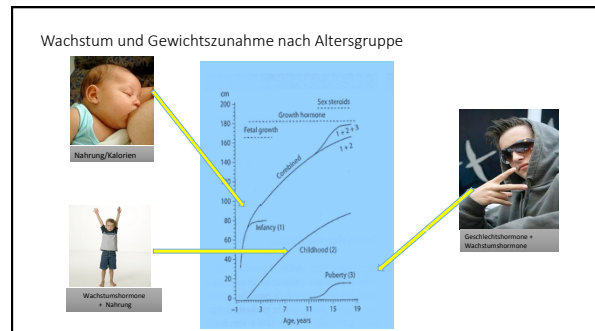 Wachstum und Gewichtszunahme nach Altersgruppe
Nahrung/Kalorien
Wachstumshormone
+ Nahrung
cm
200
180
160
140
120
100
80
60
40
20
0
Sex steroids
Growth hormone
Fetal growth
1+2+3
1+2
Combined
Infancy (1)
Childhood (2)
Poberty (3)
-1 3 7 11 15 19
Age, years
Geschlechtshormone +
Wachstumshormone